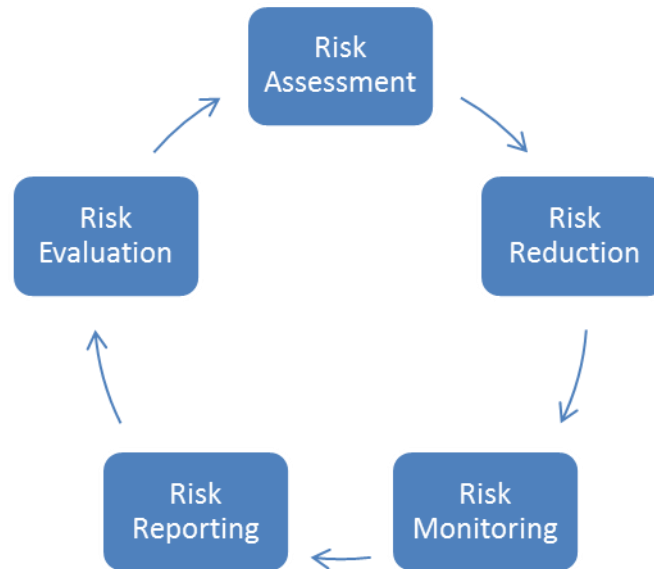 Risk
Assessment
Risk
Reduction
Risk
Monitoring
Risk
Reporting
Risk
Evaluation